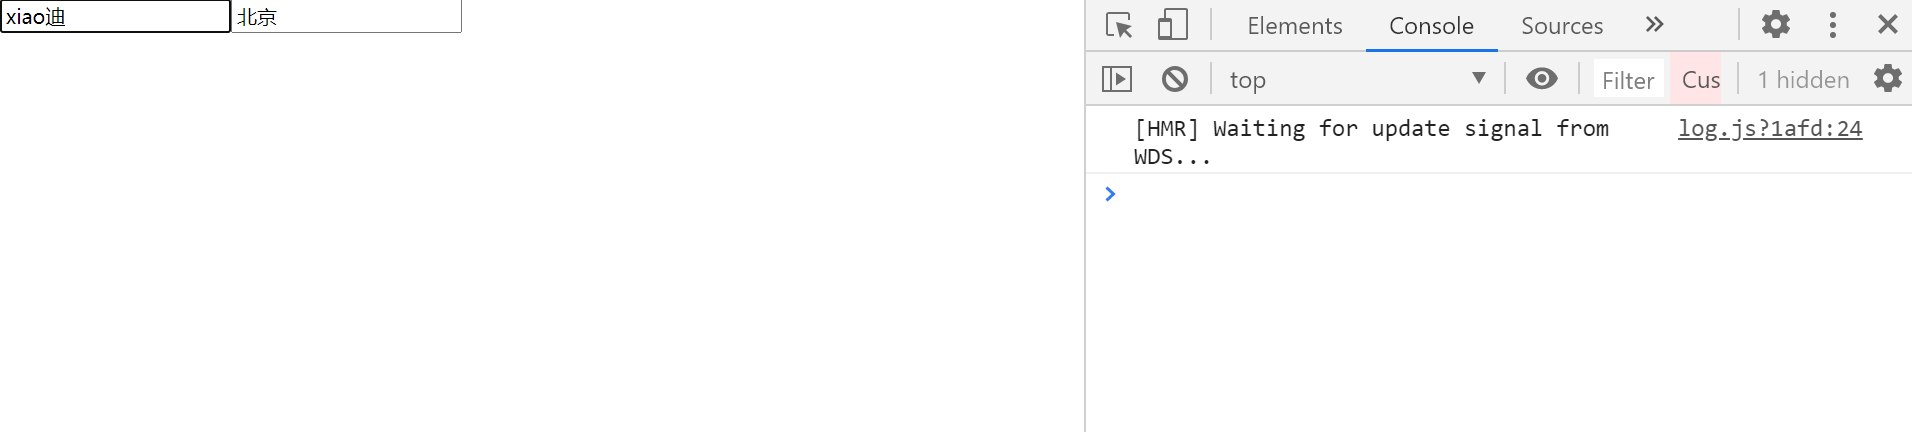 xiao迪 北京
Elements Console Sources
top Filter Cus 1 hidden
[HMR] Waiting for update signal from log.js?1afd:24
WDS...